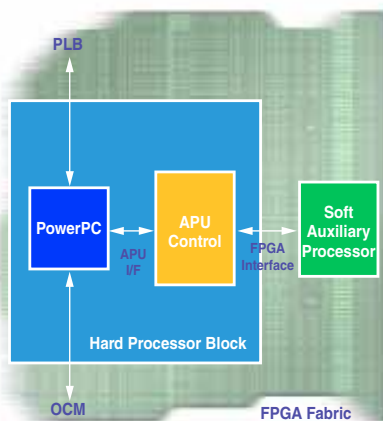 PLB
PowerPC
APU
I/F
APU
Control
FPGA
Interface
Soft
Auxiliary
Processor
Hard Processor Block
OCM
FPGA Fabric